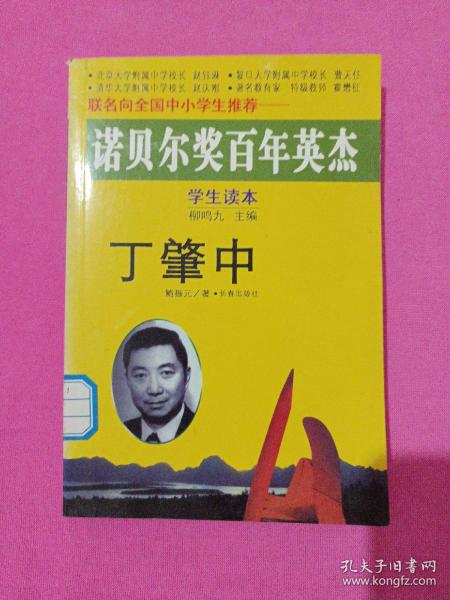 • 北京大学附属中学校长 赵钰琳 • 复旦大学附属中学校长 曹天任
• 清华大学附属中学校长 赵庆刚 • 著名教育家 特级教师 霍懋征
联名向全国中小学生推荐——
诺贝尔奖百年英杰
学生读本
柳鸣九 主编
丁肇中
鲍振元／著 • 长春出版社
孔夫子旧书网
www.kongfz.com